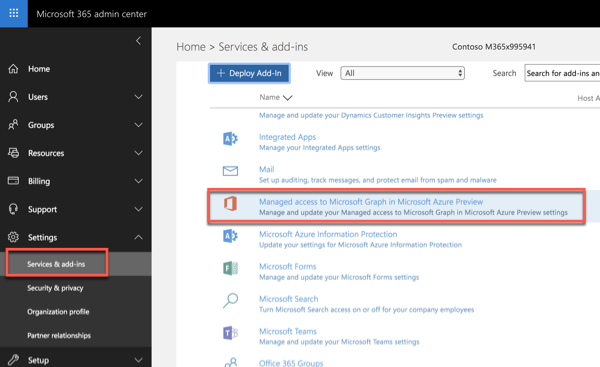 Microsoft 365 admin center
Home
Users
Groups
Resources
Billing
Support
Settings
Services & add-ins
Security & privacy
Organization profile
Partner relationships
Setup
Home > Services & add-ins
Contoso M365x995941
+ Deploy Add-In
View
All
Search
Search for add-ins an
Name
Host A
Manage and update your Dynamics Customer Insights Preview settings
Integrated Apps
Manage your Integrated Apps settings
Mail
Set up auditing, track messages, and protect email from spam and malware
Managed access to Microsoft Graph in Microsoft Azure Preview
Manage and update your Managed access to Microsoft Graph in Microsoft Azure Preview settings
Microsoft Azure Information Protection
Update your settings for Microsoft Azure Information Protection
Microsoft Forms
Manage and update your Microsoft Forms settings
Microsoft Search
Turn Microsoft Search access on or off for your company employees
Microsoft Teams
Manage and update your Microsoft Teams settings
Office 365 Groups